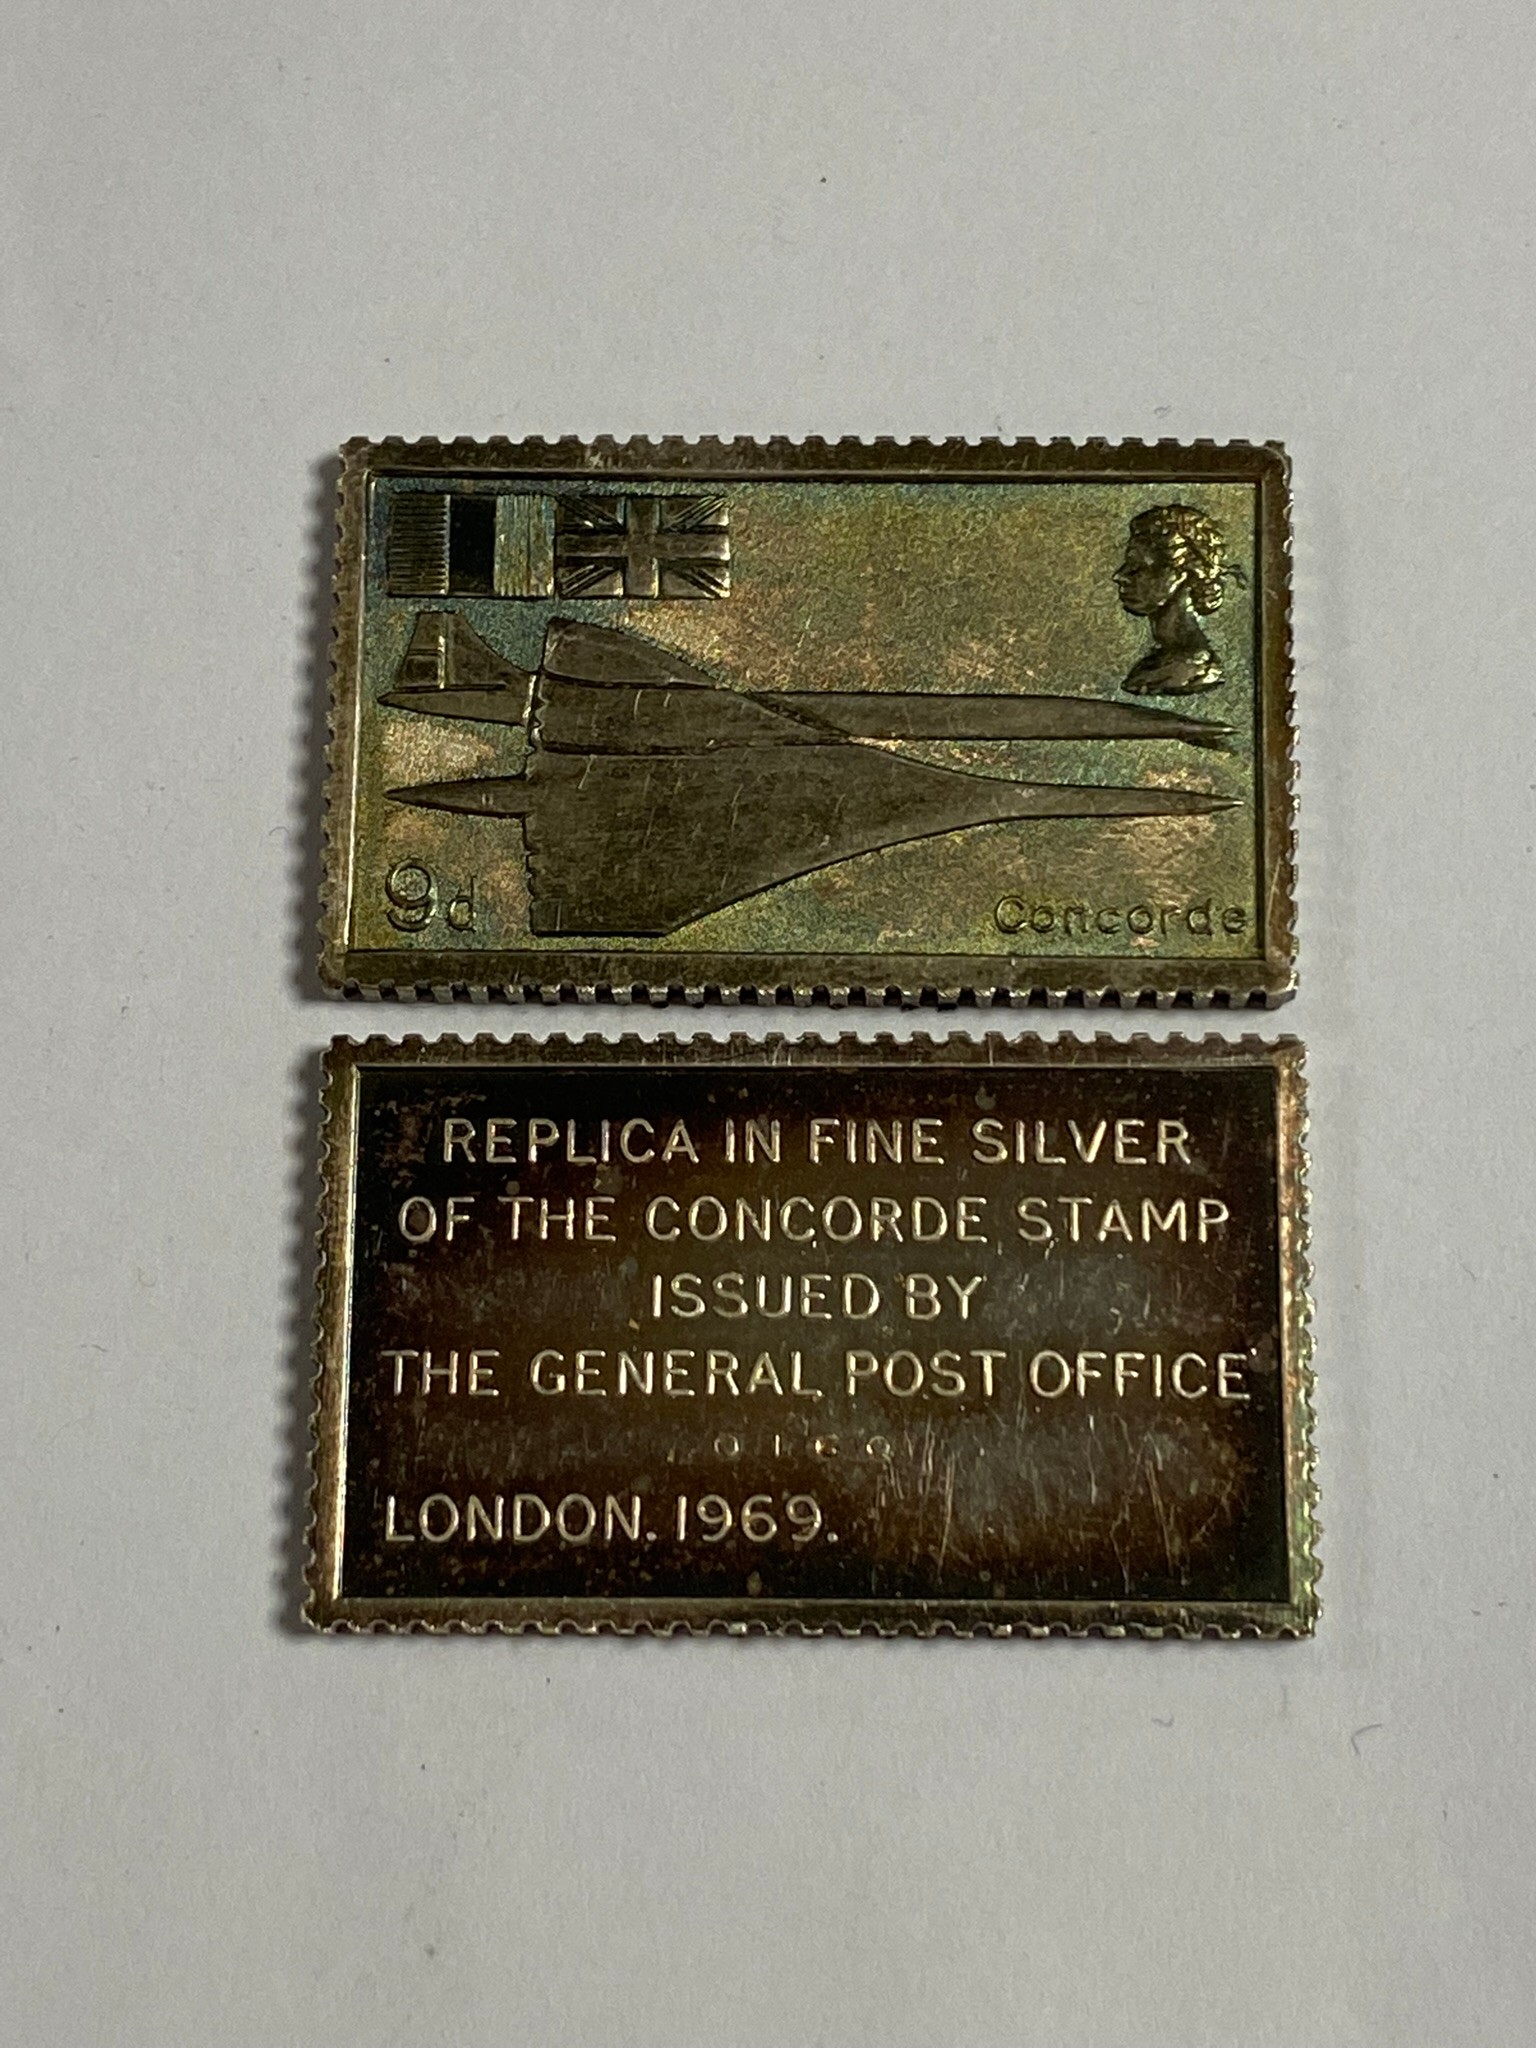 9d
Concorde
REPLICA IN FINE SILVER
OF THE CONCORDE STAMP
ISSUED BY
THE GENERAL POST OFFICE
LONDON. 1969.